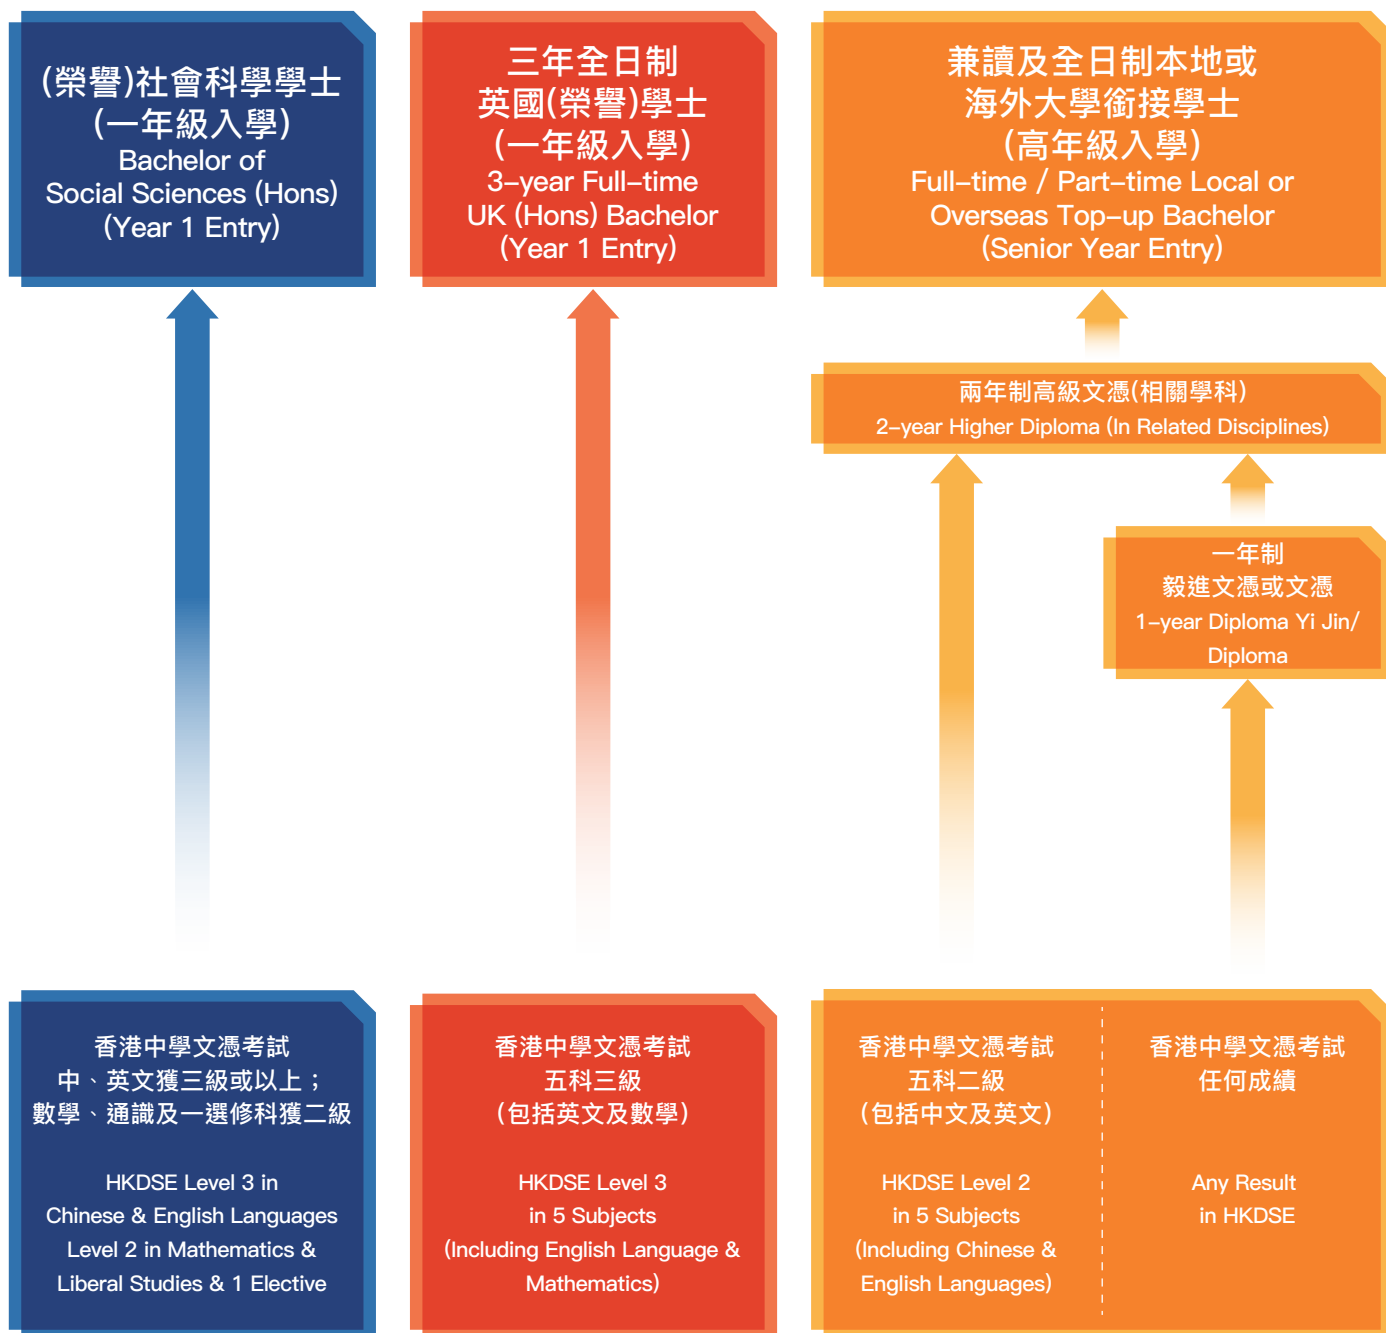 (榮譽)社會科學學士
(一年級入學)
Bachelor of
Social Sciences (Hons)
(Year 1 Entry)
三年全日制
英國(榮譽)學士
(一年級入學)
3-year Full-time
UK (Hons) Bachelor
(Year 1 Entry)
兼讀及全日制本地或
海外大學銜接學士
(高年級入學)
Full-time / Part-time Local or
Overseas Top-up Bachelor
(Senior Year Entry)
兩年制高級文憑(相關學科)
2-year Higher Diploma (In Related Disciplines)
一年制
毅進文憑或文憑
1-year Diploma Yi Jin/
Diploma
香港中學文憑考試
中、英文獲三級或以上；
數學、通識及一選修科獲二級
HKDSE Level 3 in
Chinese & English Languages
Level 2 in Mathematics &
Liberal Studies & 1 Elective
香港中學文憑考試
五科三級
(包括英文及數學)
HKDSE Level 3
in 5 Subjects
(Including English Language &
Mathematics)
香港中學文憑考試
五科二級
(包括中文及英文)
HKDSE Level 2
in 5 Subjects
(Including Chinese &
English Languages)
香港中學文憑考試
任何成績
Any Result
in HKDSE